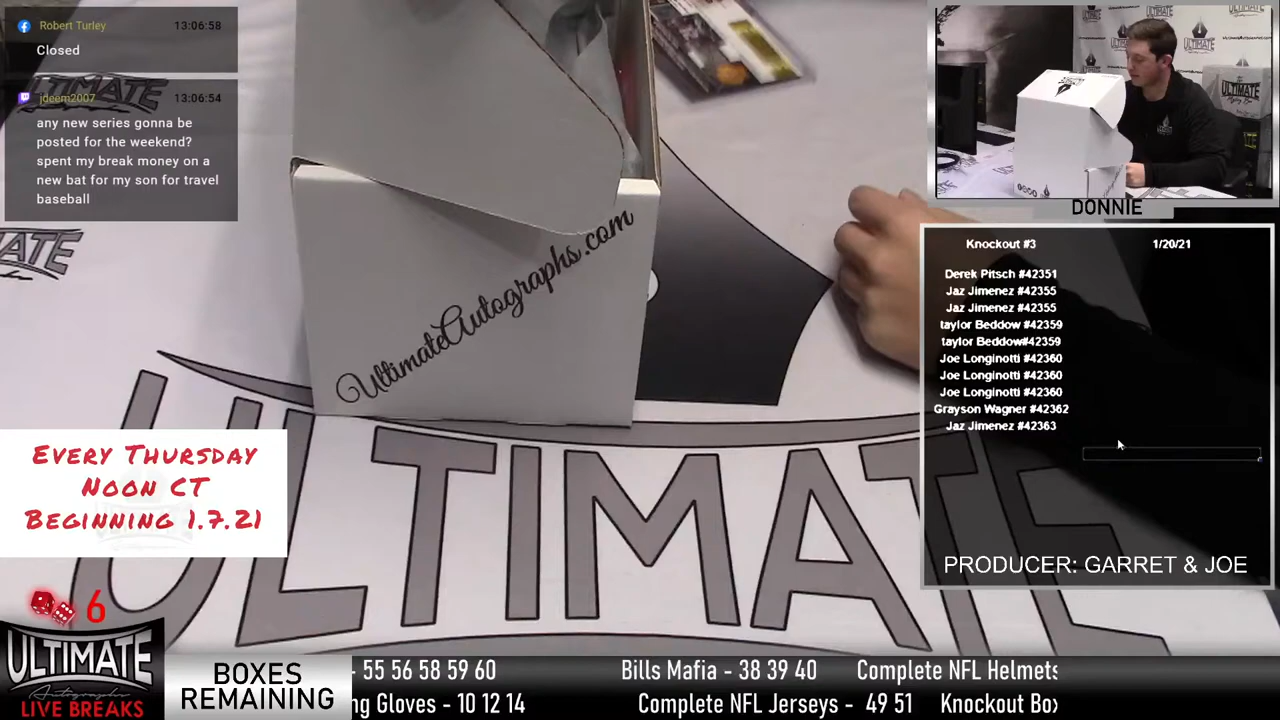 Robert Turley 13:06:58
Closed
jdeem2007 13:06:54
any new series gonna be
posted for the weekend?
spent my break money on a
new bat for my son for travel
baseball
UltimateAutographs.com
ULTIMATE
ULTIMATE
DONNIE
Knockout #3 1/20/21
Derek Pitsch #42351
Jaz Jimenez #42355
Jaz Jimenez #42355
taylor Beddow #42359
taylor Beddow#42359
Joe Longinotti #42360
Joe Longinotti #42360
Joe Longinotti #42360
Grayson Wagner #42362
Jaz Jimenez #42363
PRODUCER: GARRET & JOE
Every Thursday
Noon CT
Beginning 1.7.21
ULTIMATE
6
ULTIMATE
Autographs
LIVE BREAKS
BOXES
REMAINING
- 55 56 58 59 60 Bills Mafia - 38 39 40 Complete NFL Helmets
ng Gloves - 10 12 14 Complete NFL Jerseys - 49 51 Knockout Box